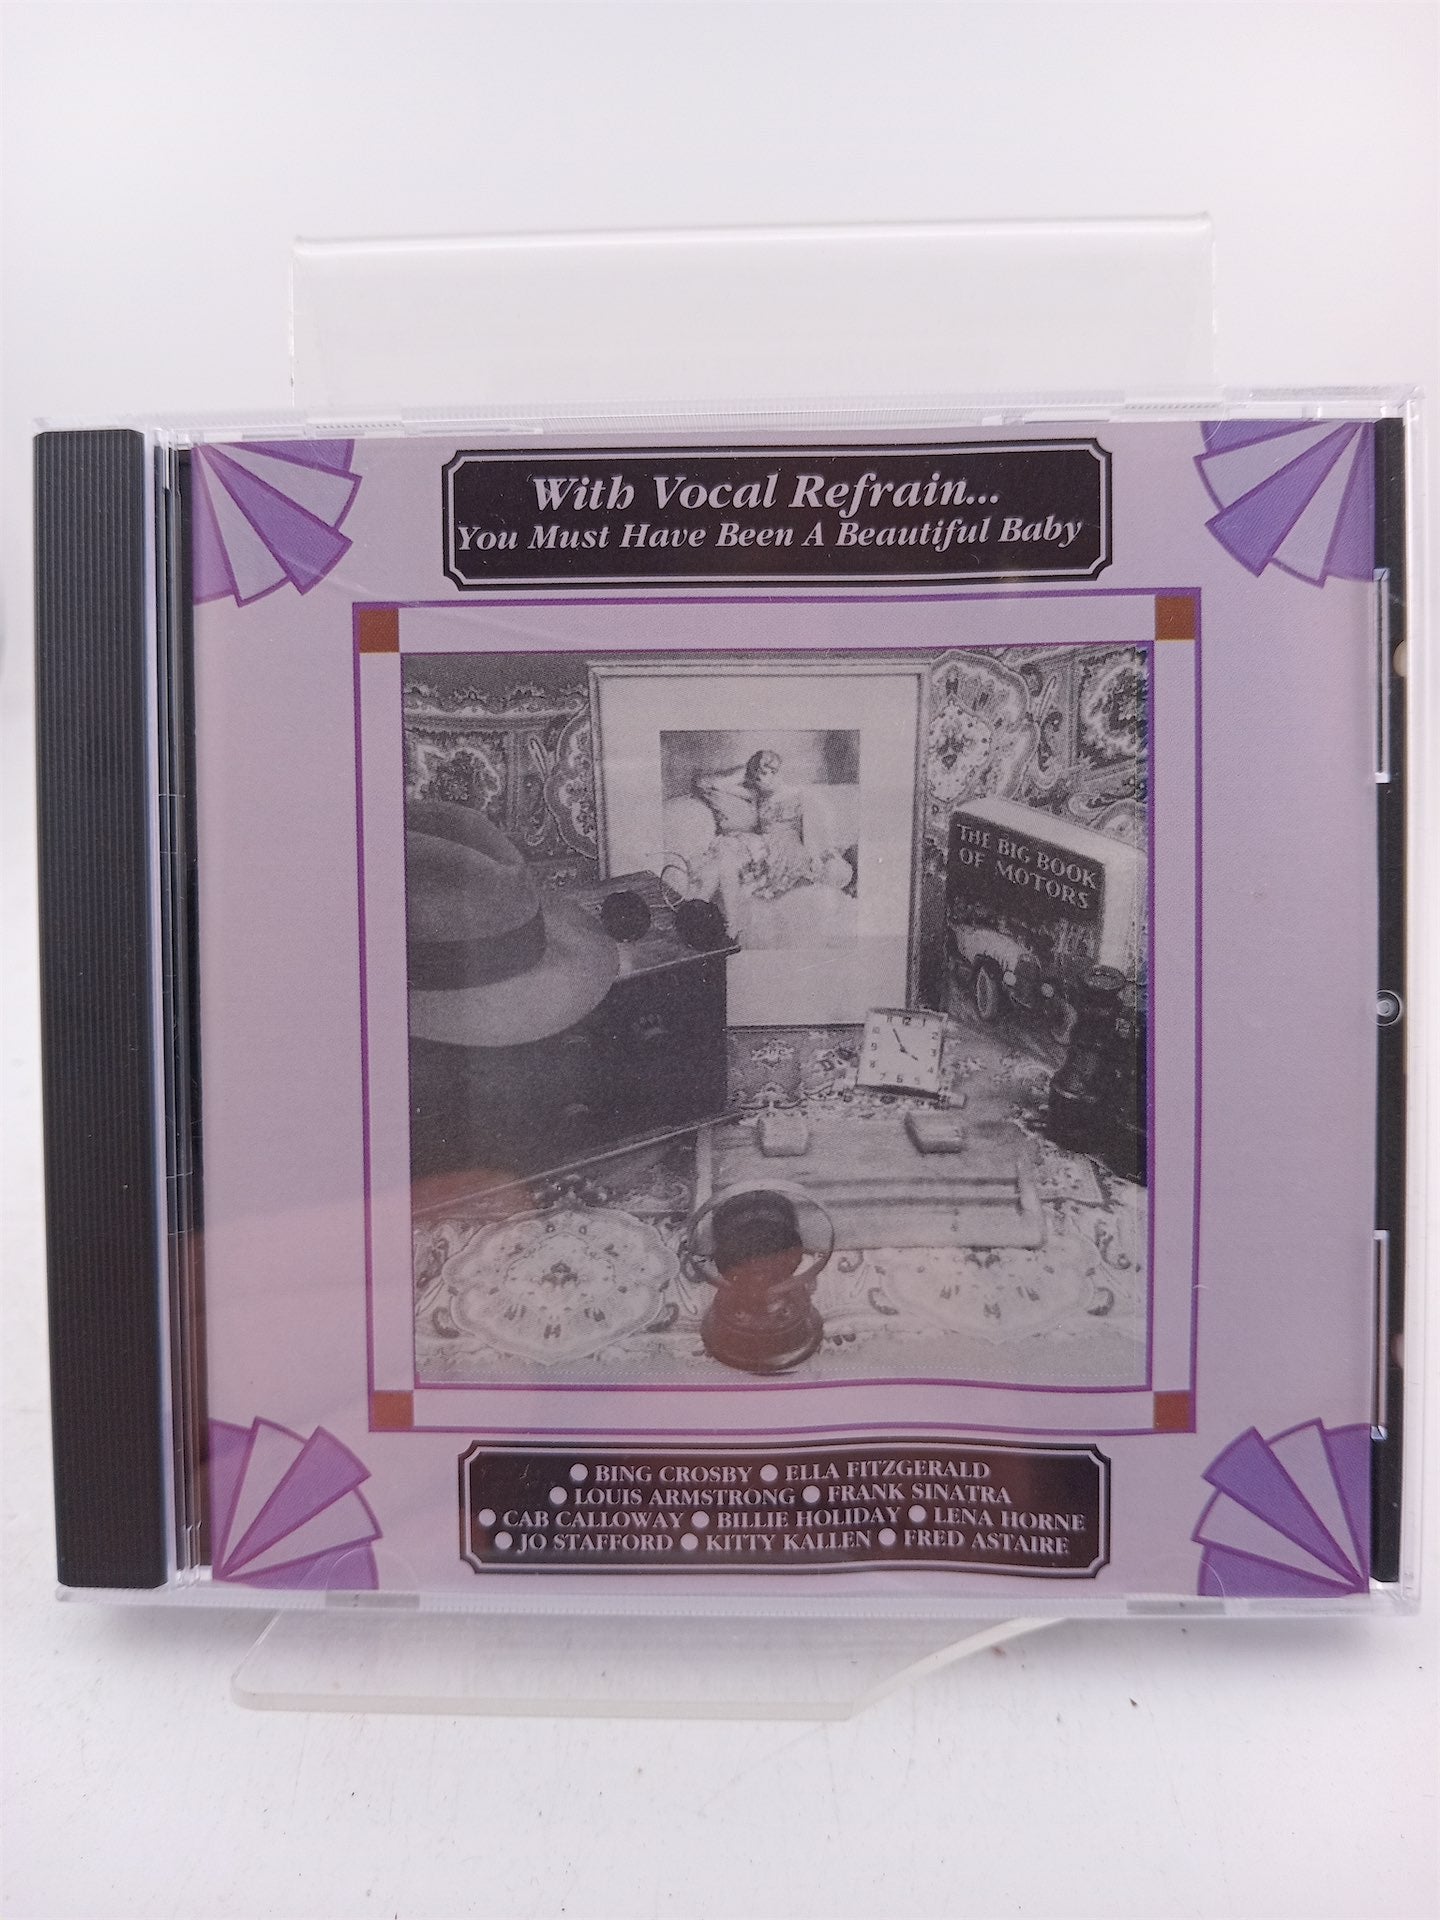 With Vocal Refrain...
You Must Have Been A Beautiful Baby
THE BIG BOOK
OF MOTORS
● BING CROSBY ● ELLA FITZGERALD
● LOUIS ARMSTRONG ● FRANK SINATRA
● CAB CALLOWAY ● BILLIE HOLIDAY ● LENA HORNE
● JO STAFFORD ● KITTY KALLEN ● FRED ASTAIRE